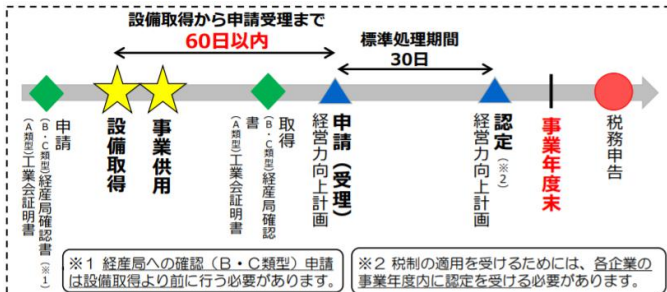 設備取得から申請受理まで
60日以内
標準処理期間
30日
申請
(A類型)工業会証明書
(B・C類型)経産局確認書(※1)
設備取得
事業供用
取得
(A類型)工業会証明書
(B・C類型)経産局確認書
申請(受理)
経営力向上計画
認定(※2)
経営力向上計画
事業年度末
税務申告
※1 経産局への確認(B・C類型)申請
は設備取得より前に行う必要があります。
※2 税制の適用を受けるためには、各企業の
事業年度内に認定を受ける必要があります。